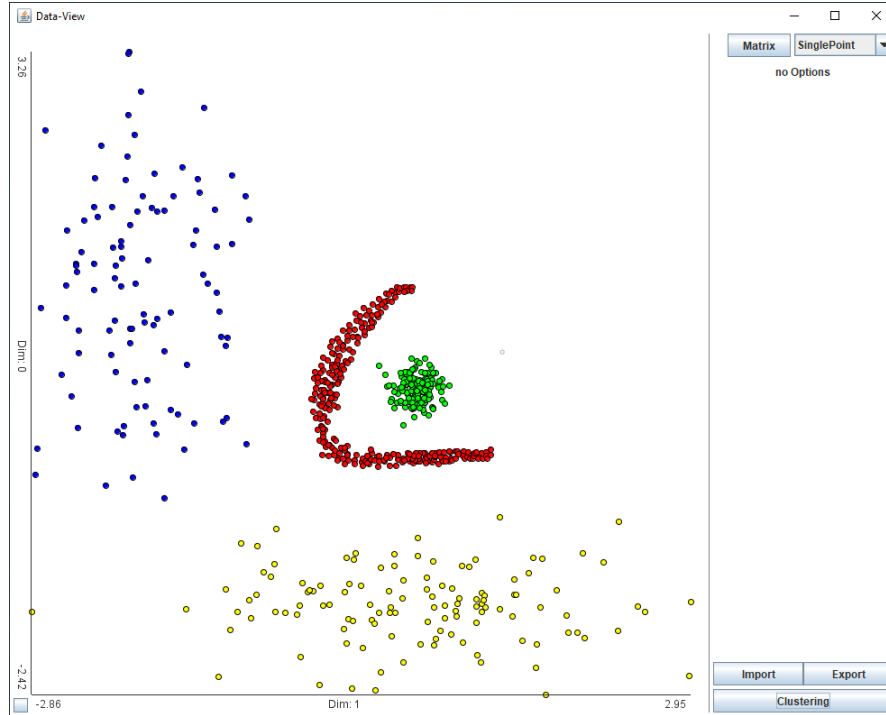 Data-View
Matrix
SinglePoint
no Options
3.26
Dim: 0
-2.42
-2.86
Dim: 1
2.95
Import
Export
Clustering